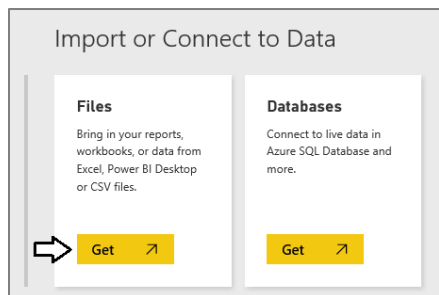 Import or Connect to Data
Files
Bring in your reports,
workbooks, or data from
Excel, Power BI Desktop
or CSV files.
Get
Databases
Connect to live data in
Azure SQL Database and
more.
Get